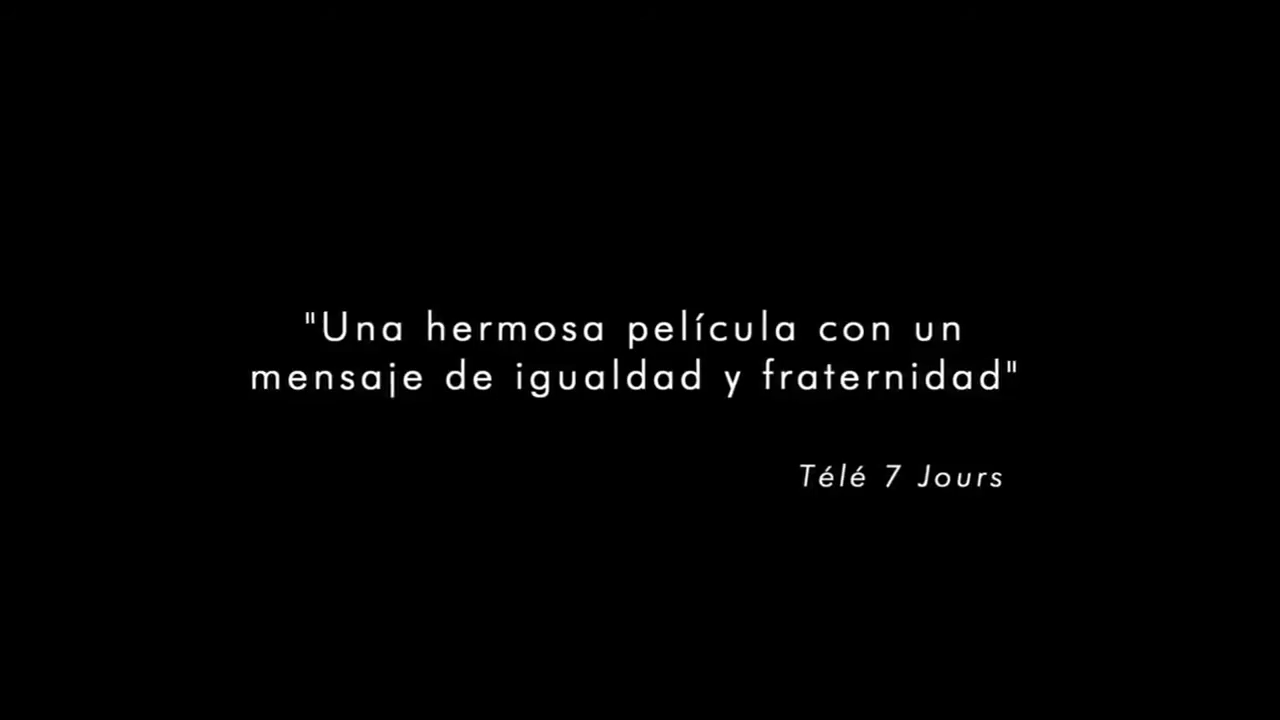 "Una hermosa película con un
mensaje de igualdad y fraternidad"
Télé 7 Jours